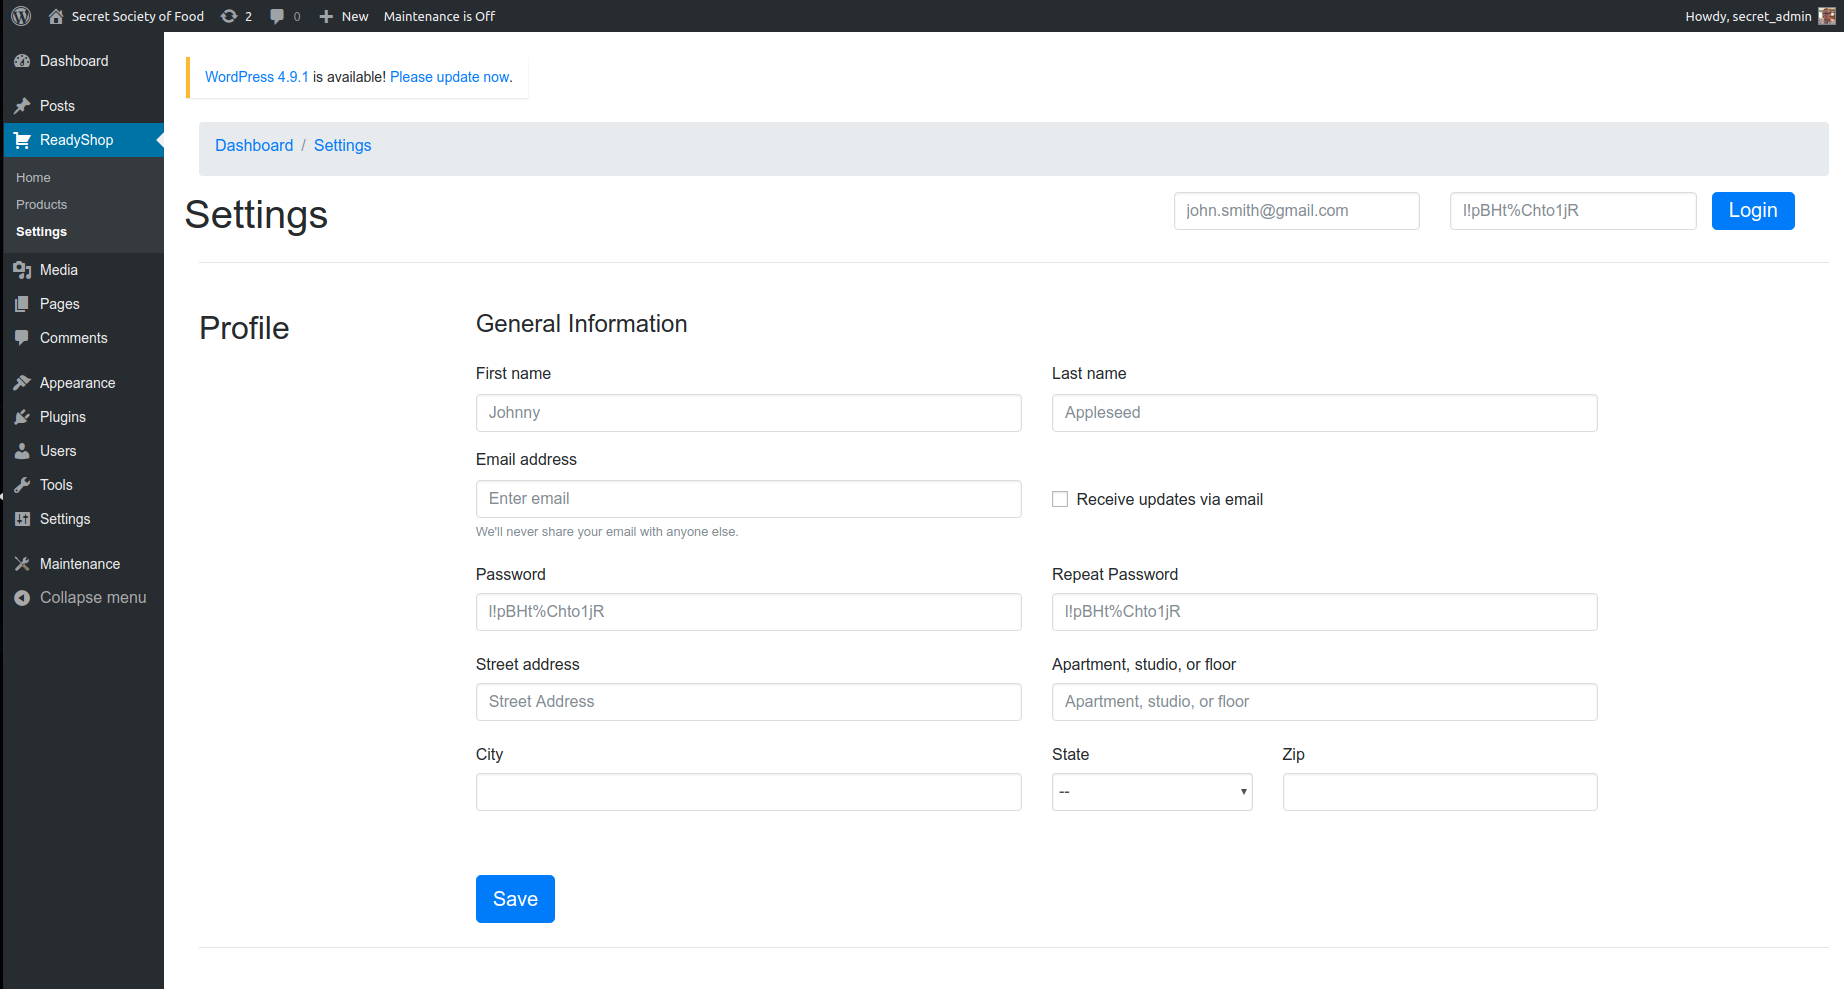 Secret Society of Food 2 0 New Maintenance is Off Howdy, secret_admin
Dashboard
Posts
ReadyShop
Home
Products
Settings
Media
Pages
Comments
Appearance
Plugins
Users
Tools
Settings
Maintenance
Collapse menu
WordPress 4.9.1 is available! Please update now.
Dashboard / Settings
Settings
john.smith@gmail.com
I!pBHt%Chto1jR
Login
Profile
General Information
First name
Last name
Johnny
Appleseed
Email address
Enter email
Receive updates via email
We'll never share your email with anyone else.
Password
Repeat Password
I!pBHt%Chto1jR
I!pBHt%Chto1jR
Street address
Apartment, studio, or floor
Street Address
Apartment, studio, or floor
City
State
Zip
--
Save